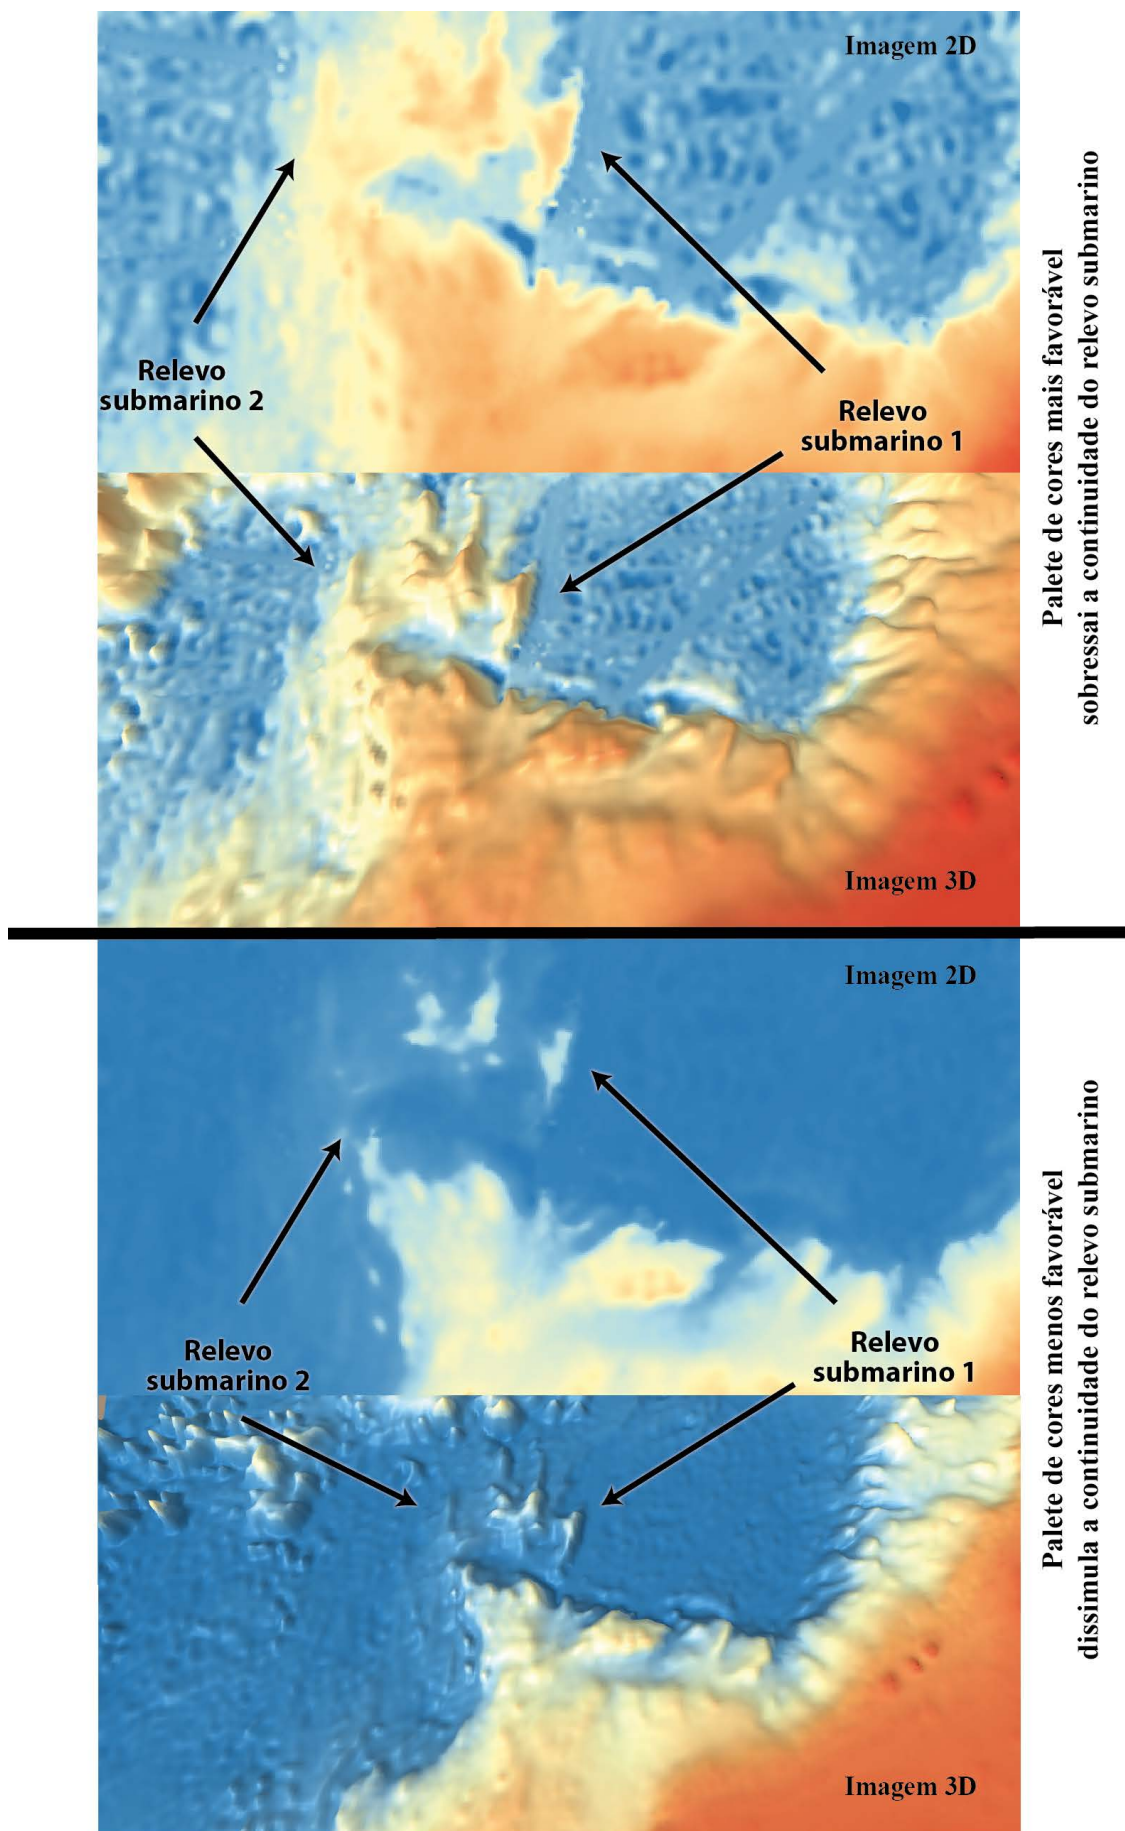 Imagem 2D
Relevo
submarino 2
Relevo
submarino 1
Imagem 3D
Palete de cores mais favorável
sobressai a continuidade do relevo submarino
Imagem 2D
Relevo
submarino 2
Relevo
submarino 1
Imagem 3D
Palete de cores menos favorável
dissimula a continuidade do relevo submarino